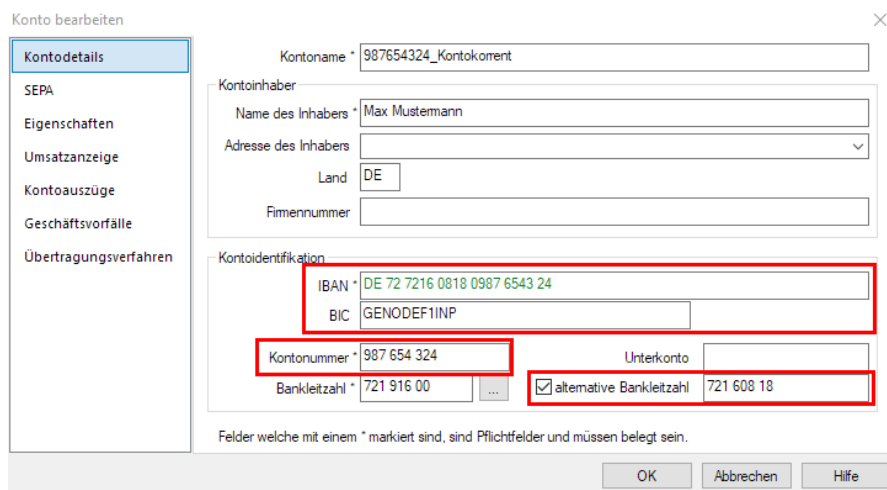 Konto bearbeiten
Kontodetails
SEPA
Eigenschaften
Umsatzanzeige
Kontoauszüge
Geschäftsvorfälle
Übertragungsverfahren
Kontoname * 987654324_Kontokorrent
Kontoinhaber
Name des Inhabers * Max Mustermann
Adresse des Inhabers
Land DE
Firmennummer
Kontoidentifikation
IBAN * DE 72 7216 0818 0987 6543 24
BIC GENODEF1INP
Kontonummer * 987 654 324 Unterkonto
Bankleitzahl * 721 916 00 ... alternative Bankleitzahl 721 608 18
Felder welche mit einem * markiert sind, sind Pflichtfelder und müssen belegt sein.
OK Abbrechen Hilfe